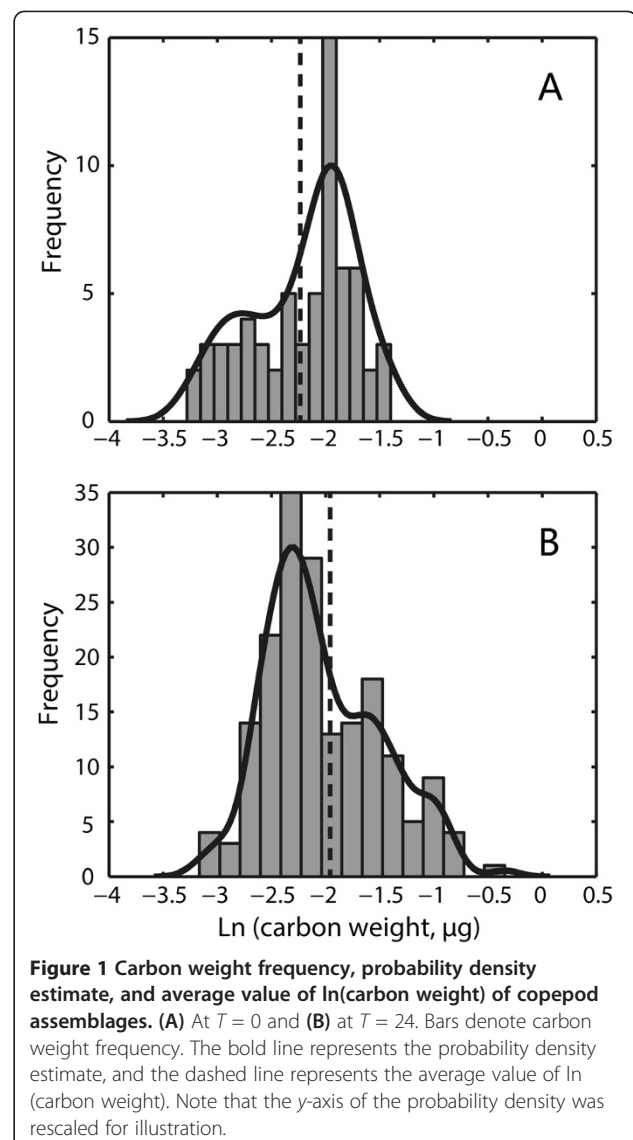 15
A
10
Frequency
5
0
−4 −3.5 −3 −2.5 −2 −1.5 −1 −0.5 0 0.5
35
B
30
25
20
Frequency
15
10
5
0
−4 −3.5 −3 −2.5 −2 −1.5 −1 −0.5 0 0.5
Ln (carbon weight, µg)
Figure 1 Carbon weight frequency, probability density
estimate, and average value of ln(carbon weight) of copepod
assemblages. (A) At T = 0 and (B) at T = 24. Bars denote carbon
weight frequency. The bold line represents the probability density
estimate, and the dashed line represents the average value of ln
(carbon weight). Note that the y-axis of the probability density was
rescaled for illustration.